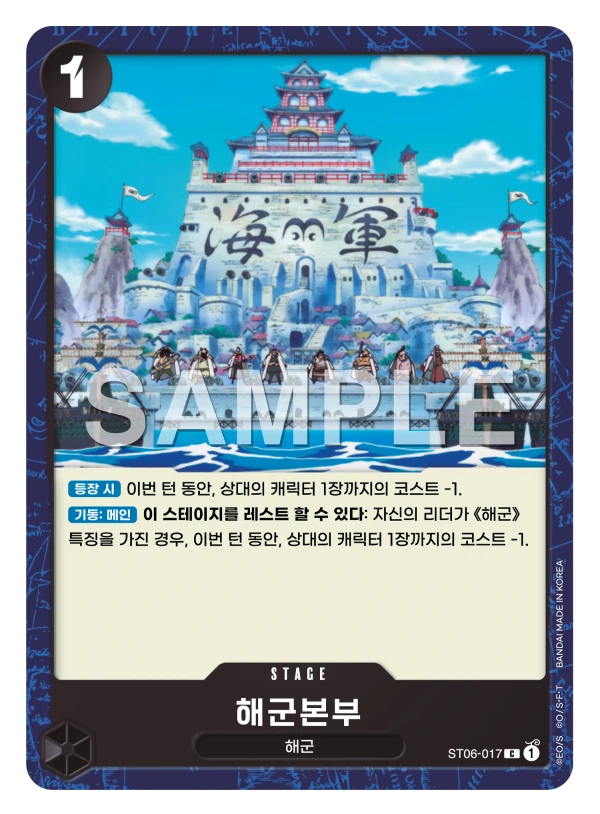 1
海軍
SAMPLE
등장 시 이번 턴 동안, 상대의 캐릭터 1장까지의 코스트 -1.
기동: 메인 이 스테이지를 레스트 할 수 있다: 자신의 리더가 《해군》
특징을 가진 경우, 이번 턴 동안, 상대의 캐릭터 1장까지의 코스트 -1.
STAGE
해군본부
해군
ST06-017 C 1
©EO/S ©O/S·F·T BANDAI MADE IN KOREA